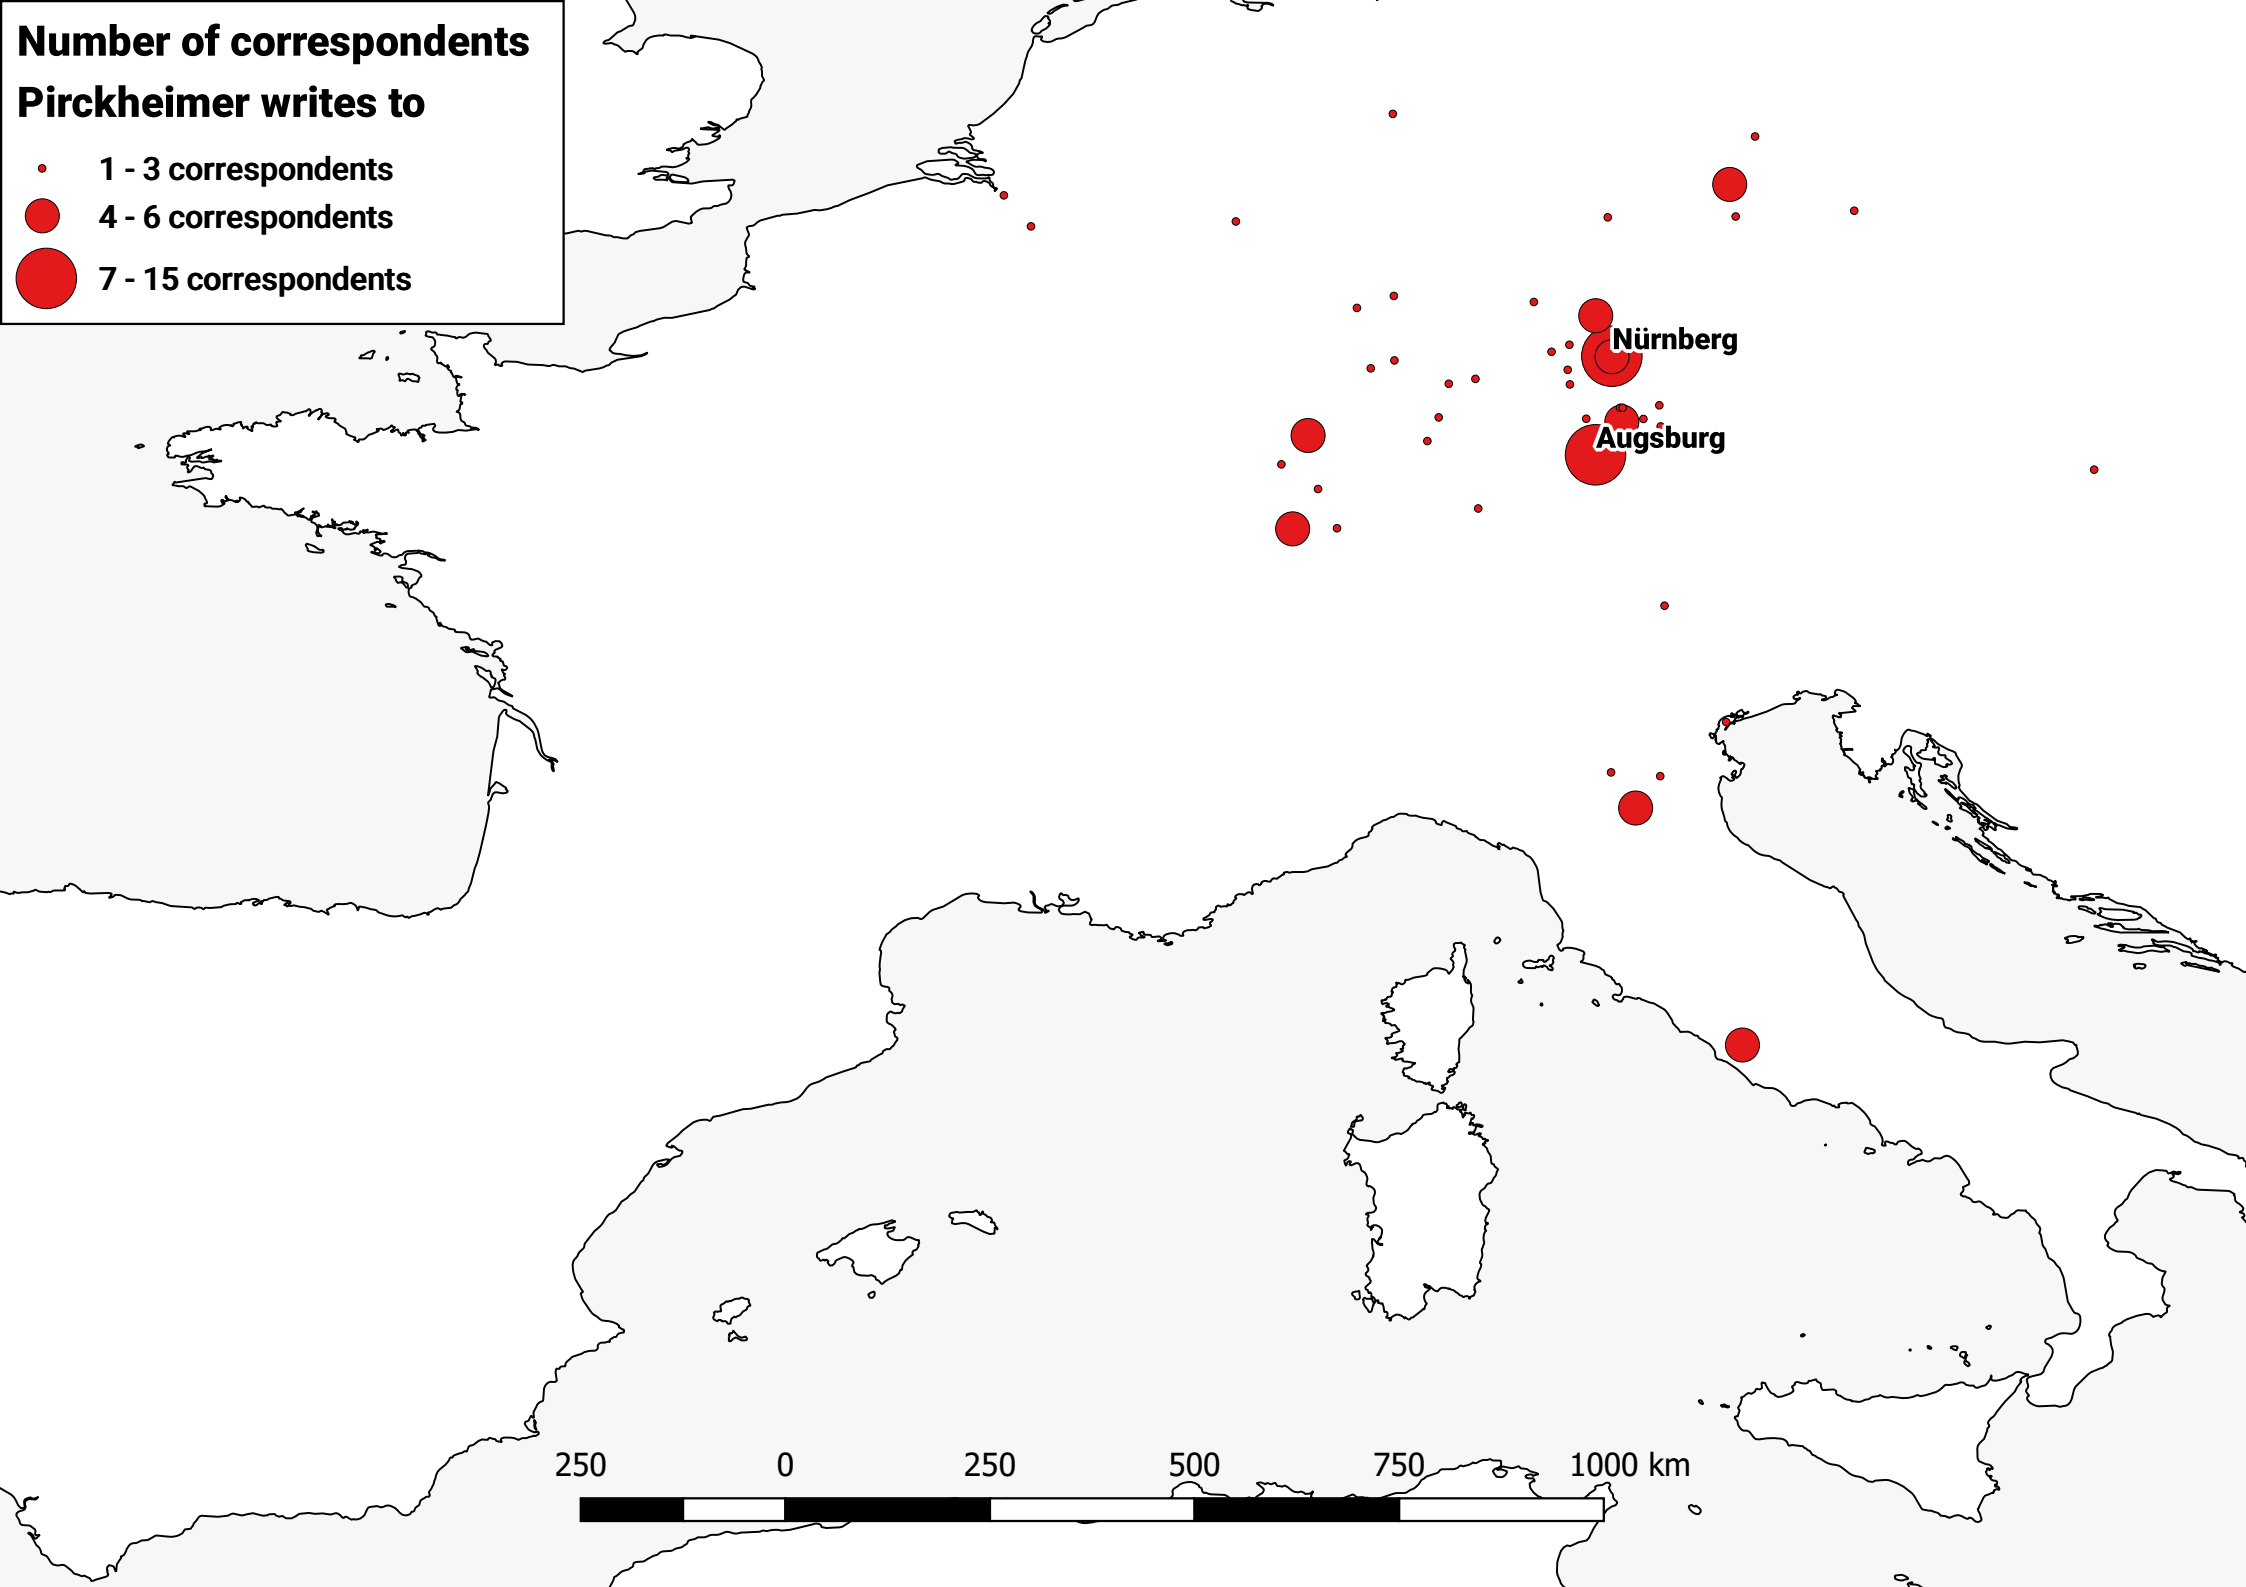 Number of correspondents
Pirckheimer writes to
1 - 3 correspondents
4 - 6 correspondents
7 - 15 correspondents
Nürnberg
Augsburg
250 0 250 500 750 1000 km